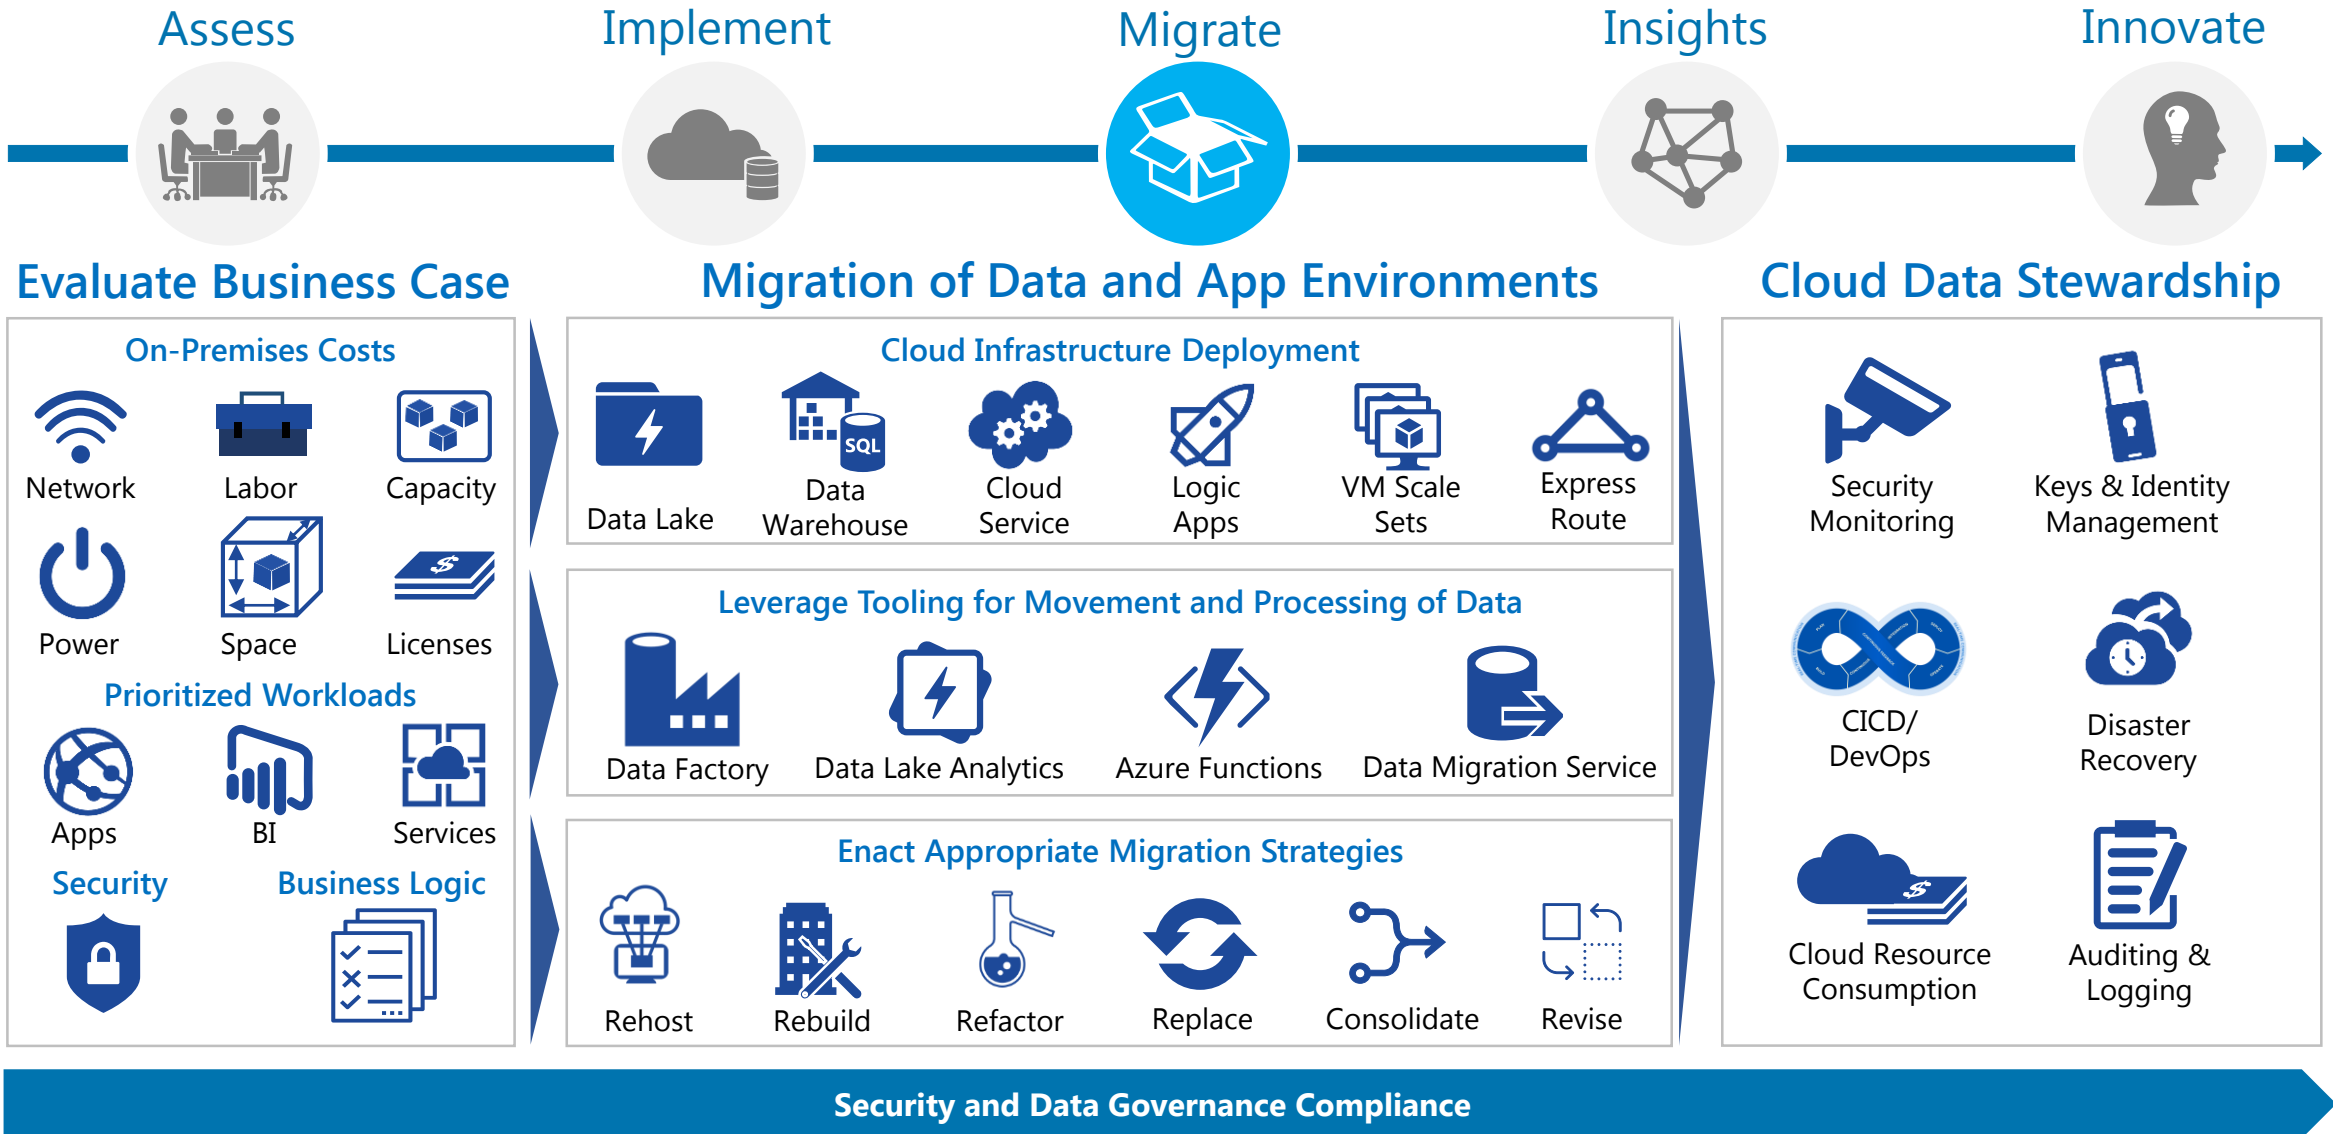 Assess
Implement
Migrate
Insights
Innovate
Evaluate Business Case
On-Premises Costs
Network
Labor
Capacity
Power
Space
Licenses
Prioritized Workloads
Apps
BI
Services
Security
Business Logic
Migration of Data and App Environments
Cloud Infrastructure Deployment
Data Lake
SQL
Data
Warehouse
Cloud
Service
Logic
Apps
VM Scale
Sets
Express
Route
Leverage Tooling for Movement and Processing of Data
Data Factory
Data Lake Analytics
Azure Functions
Data Migration Service
Enact Appropriate Migration Strategies
Rehost
Rebuild
Refactor
Replace
Consolidate
Revise
Cloud Data Stewardship
Security
Monitoring
Keys & Identity
Management
CICD/
DevOps
Disaster
Recovery
$
Cloud Resource
Consumption
Auditing &
Logging
Security and Data Governance Compliance